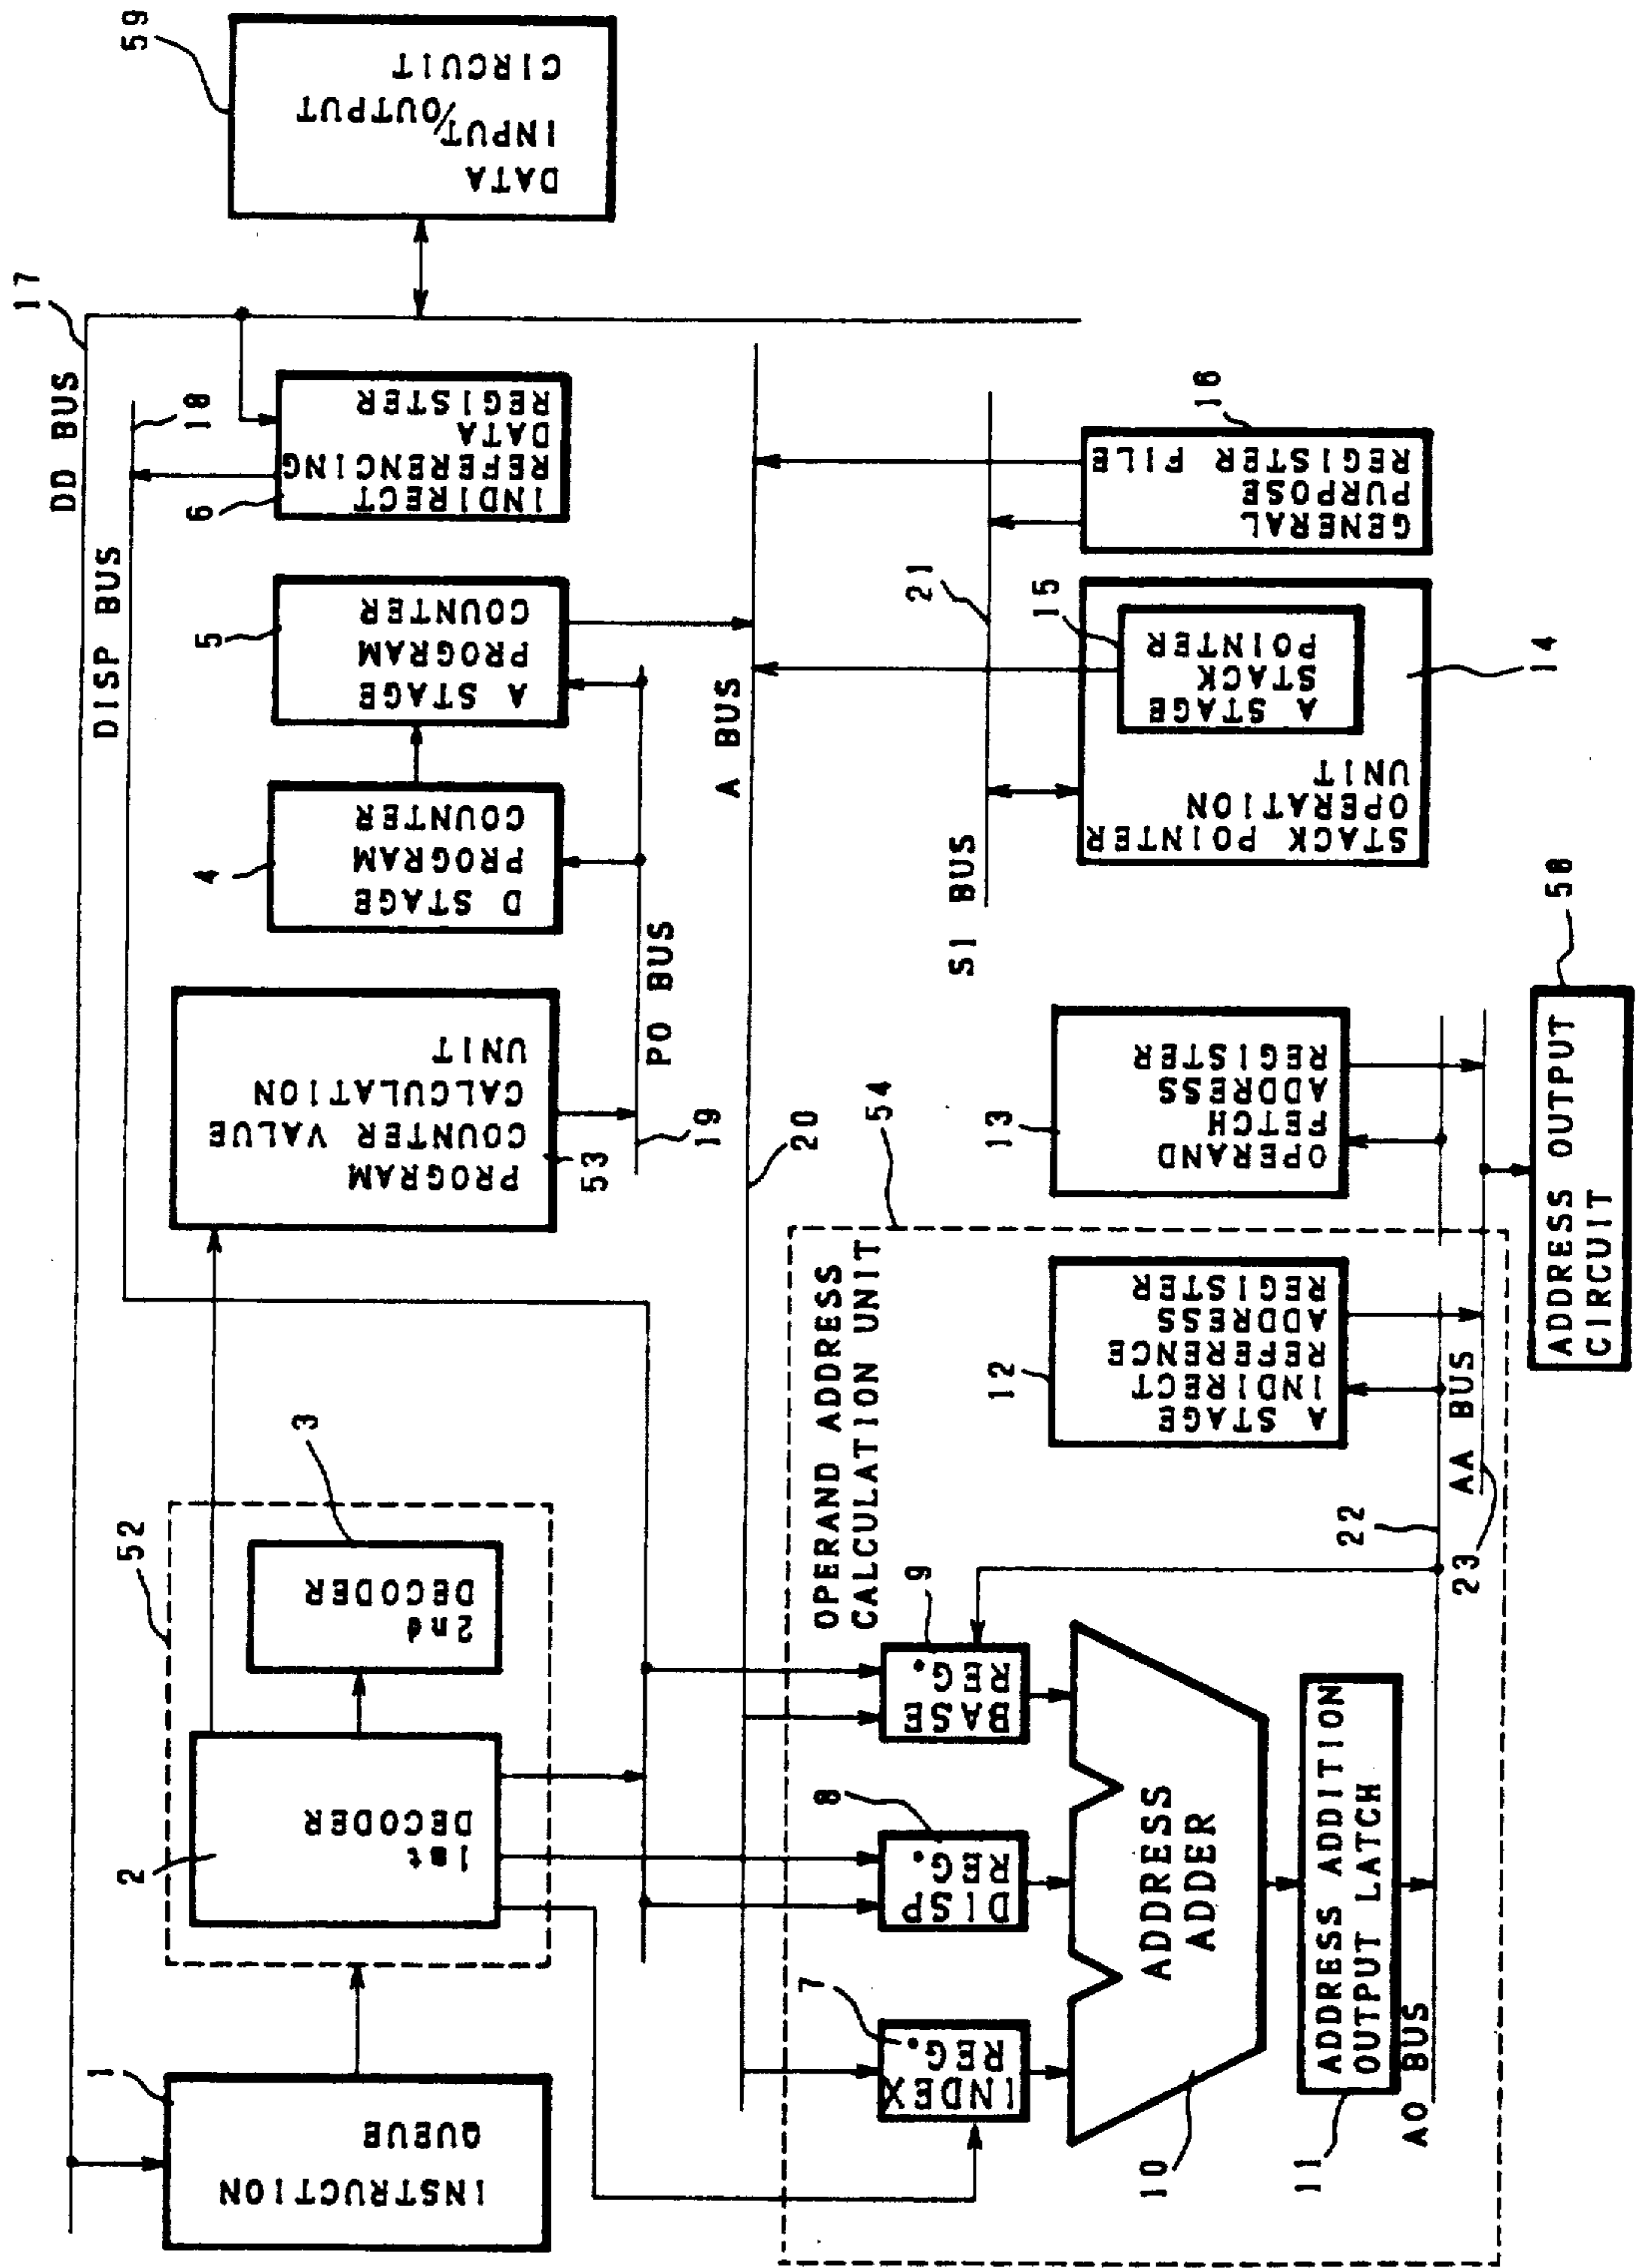 59
DATA
INPUT/OUTPUT
CIRCUIT
17
DD BUS
18
DISP BUS
6
INDIRECT
REFERENCING
DATA
REGISTER
5
A STAGE
PROGRAM
COUNTER
4
D STAGE
PROGRAM
COUNTER
PROGRAM
COUNTER VALUE
CALCULATION
UNIT
53
PO BUS
19
52
3
2nd
DECODER
2
1st
DECODER
1
INSTRUCTION
QUEUE
A BUS
20
S1 BUS
21
16
GENERAL
PURPOSE
REGISTER FILE
15
A STAGE
STACK
POINTER
STACK POINTER
OPERATION
UNIT
14
54
OPERAND ADDRESS
CALCULATION UNIT
13
OPERAND
FETCH
ADDRESS
REGISTER
12
A STAGE
INDIRECT
REFERENCE
ADDRESS
REGISTER
9
BASE
REG.
8
DISP
REG.
7
INDEX
REG.
ADDRESS
ADDER
10
ADDRESS ADDITION
OUTPUT LATCH
11
AO BUS
22
AA BUS
23
58
ADDRESS OUTPUT
CIRCUIT